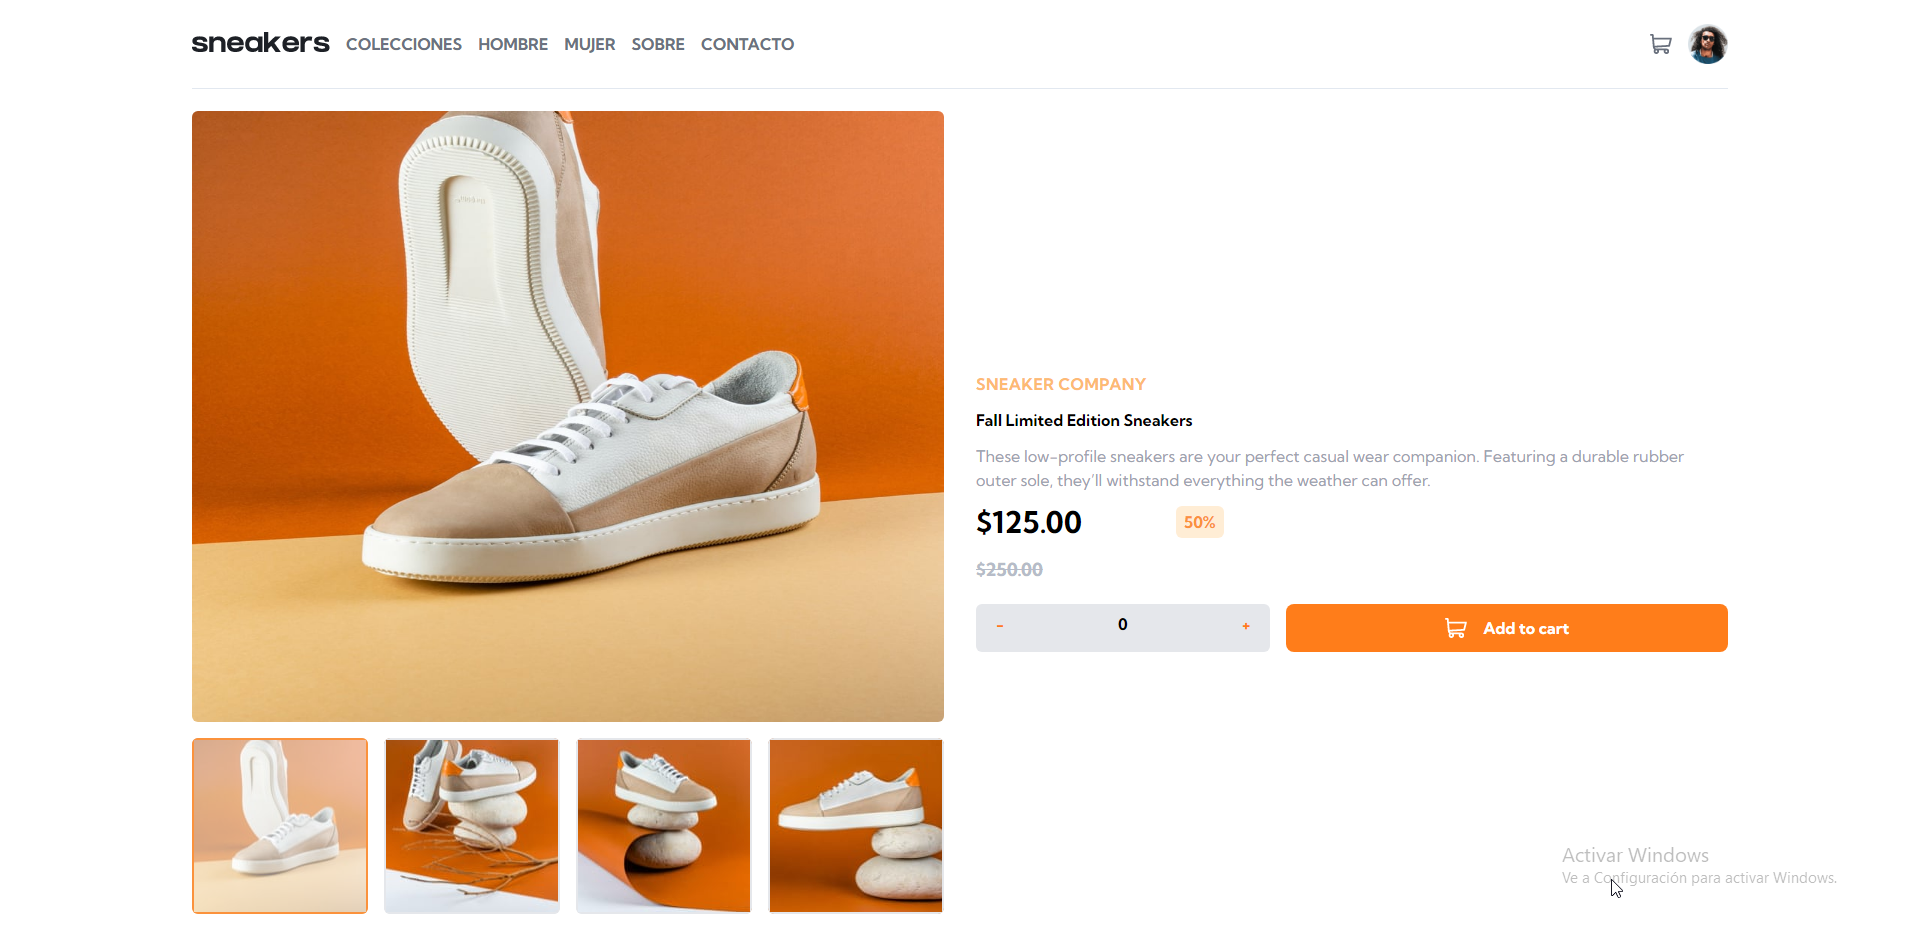 sneakers COLECCIONES HOMBRE MUJER SOBRE CONTACTO
SNEAKER COMPANY
Fall Limited Edition Sneakers
These low-profile sneakers are your perfect casual wear companion. Featuring a durable rubber
outer sole, they’ll withstand everything the weather can offer.
$125.00 50%
$250.00
- 0 + Add to cart
Activar Windows
Ve a Configuración para activar Windows.